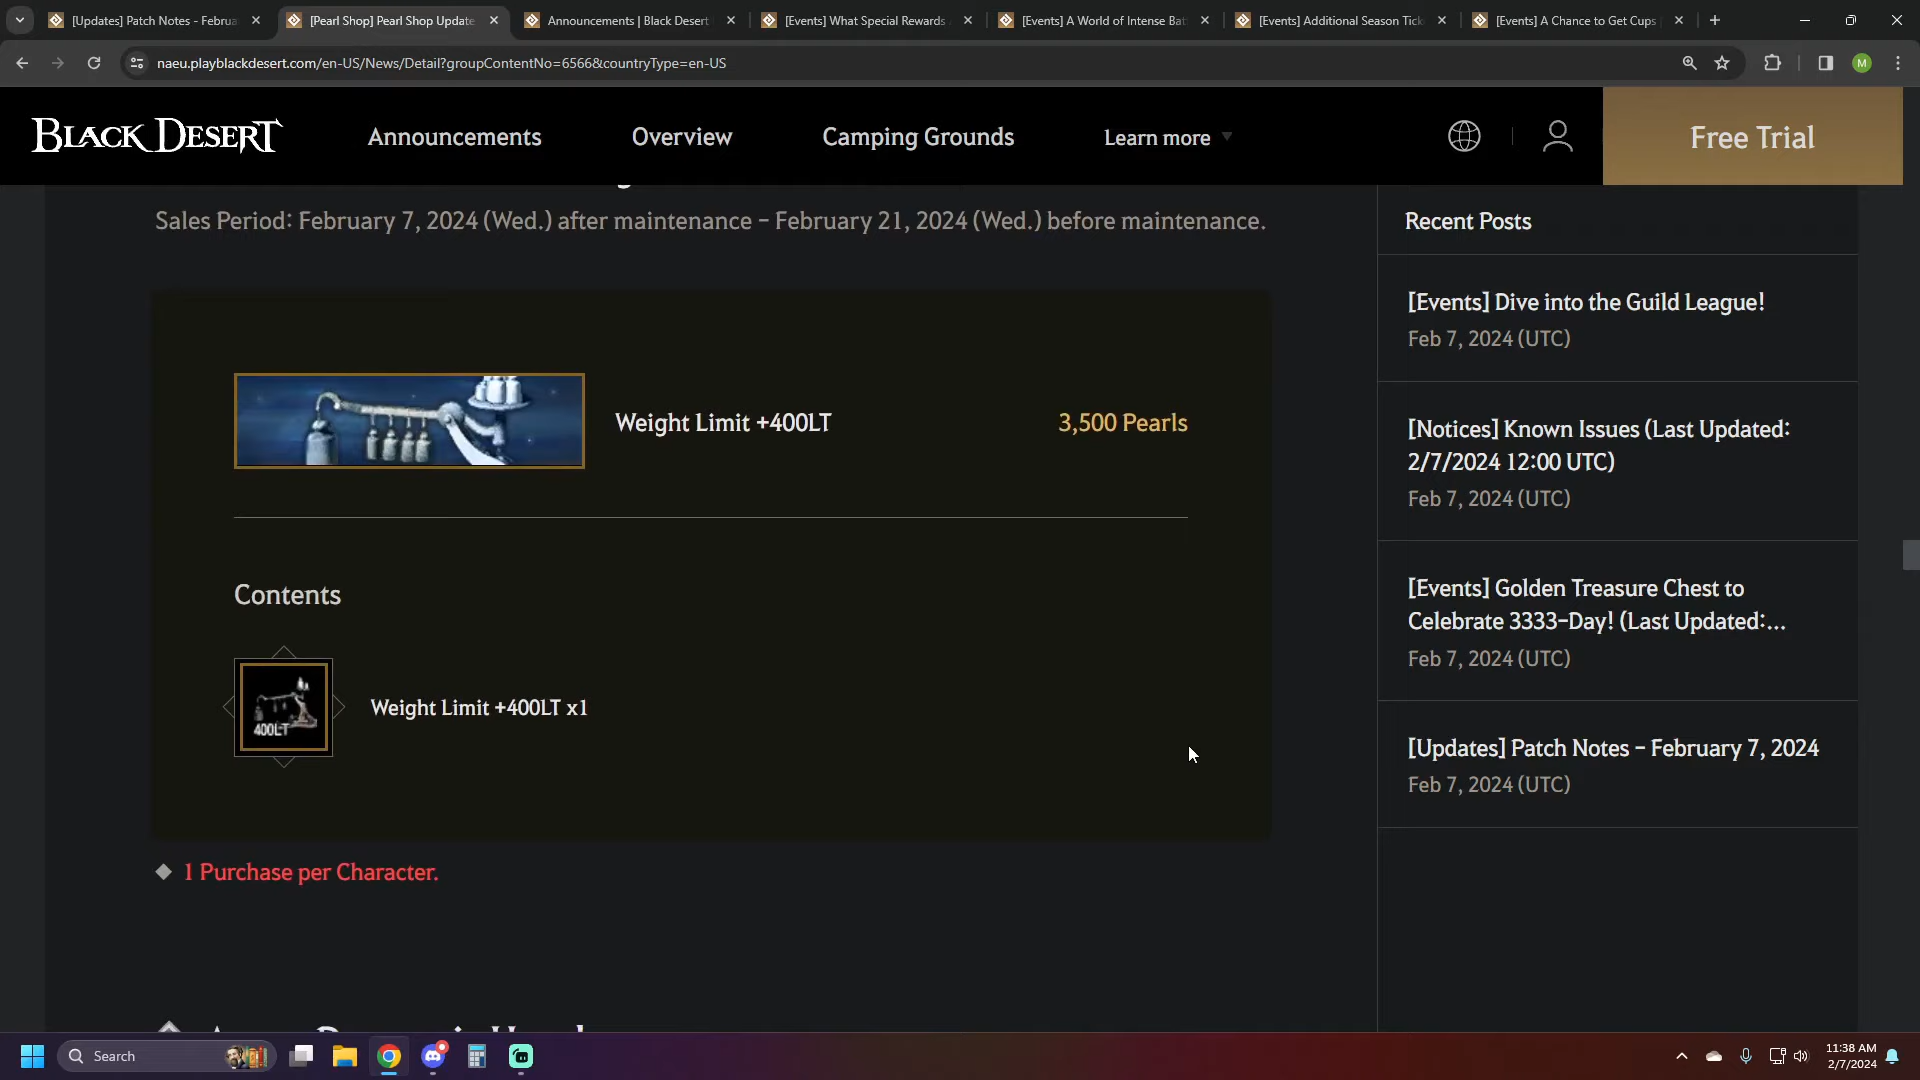 [Updates] Patch Notes - Februa
[Pearl Shop] Pearl Shop Update
Announcements | Black Desert
[Events] What Special Rewards
[Events] A World of Intense Bat
[Events] Additional Season Tick
[Events] A Chance to Get Cups
naeu.playblackdesert.com/en-US/News/Detail?groupContentNo=6566&countryType=en-US
M
BLACK DESERT
Announcements
Overview
Camping Grounds
Learn more
Free Trial
Sales Period: February 7, 2024 (Wed.) after maintenance – February 21, 2024 (Wed.) before maintenance.
Weight Limit +400LT
3,500 Pearls
Contents
400LT
Weight Limit +400LT x1
◆ 1 Purchase per Character.
Recent Posts
[Events] Dive into the Guild League!
Feb 7, 2024 (UTC)
[Notices] Known Issues (Last Updated:
2/7/2024 12:00 UTC)
Feb 7, 2024 (UTC)
[Events] Golden Treasure Chest to
Celebrate 3333-Day! (Last Updated:...
Feb 7, 2024 (UTC)
[Updates] Patch Notes – February 7, 2024
Feb 7, 2024 (UTC)
Search
11:38 AM
2/7/2024